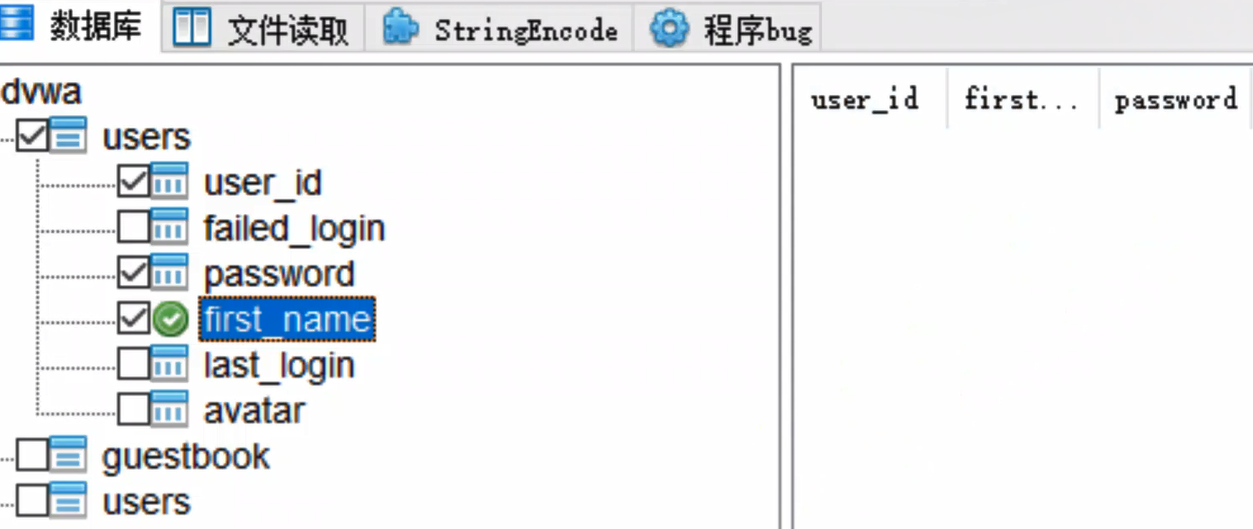 数据库 文件读取 StringEncode 程序bug
dvwa
users
user_id
failed_login
password
first_name
last_login
avatar
guestbook
users
user_id first... password